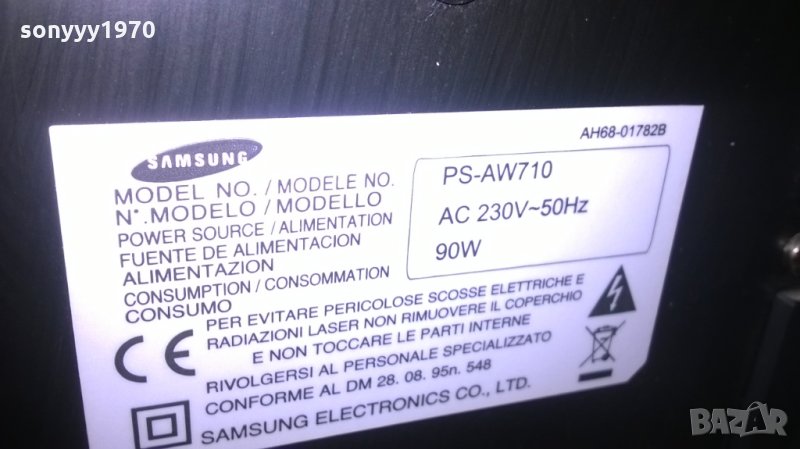 sonyyy1970
AH68-01782B
SAMSUNG
MODEL NO. / MODELE NO.
N°. MODELO / MODELLO
POWER SOURCE / ALIMENTATION
FUENTE DE ALIMENTACION
ALIMENTAZION
CONSUMPTION / CONSOMMATION
CONSUMO
PS-AW710
AC 230V~50Hz
90W
CE
PER EVITARE PERICOLOSE SCOSSE ELETTRICHE E
RADIAZIONI LASER NON RIMUOVERE IL COPERCHIO
E NON TOCCARE LE PARTI INTERNE
RIVOLGERSI AL PERSONALE SPECIALIZZATO
CONFORME AL DM 28. 08. 95n. 548
SAMSUNG ELECTRONICS CO., LTD.
BAZAR